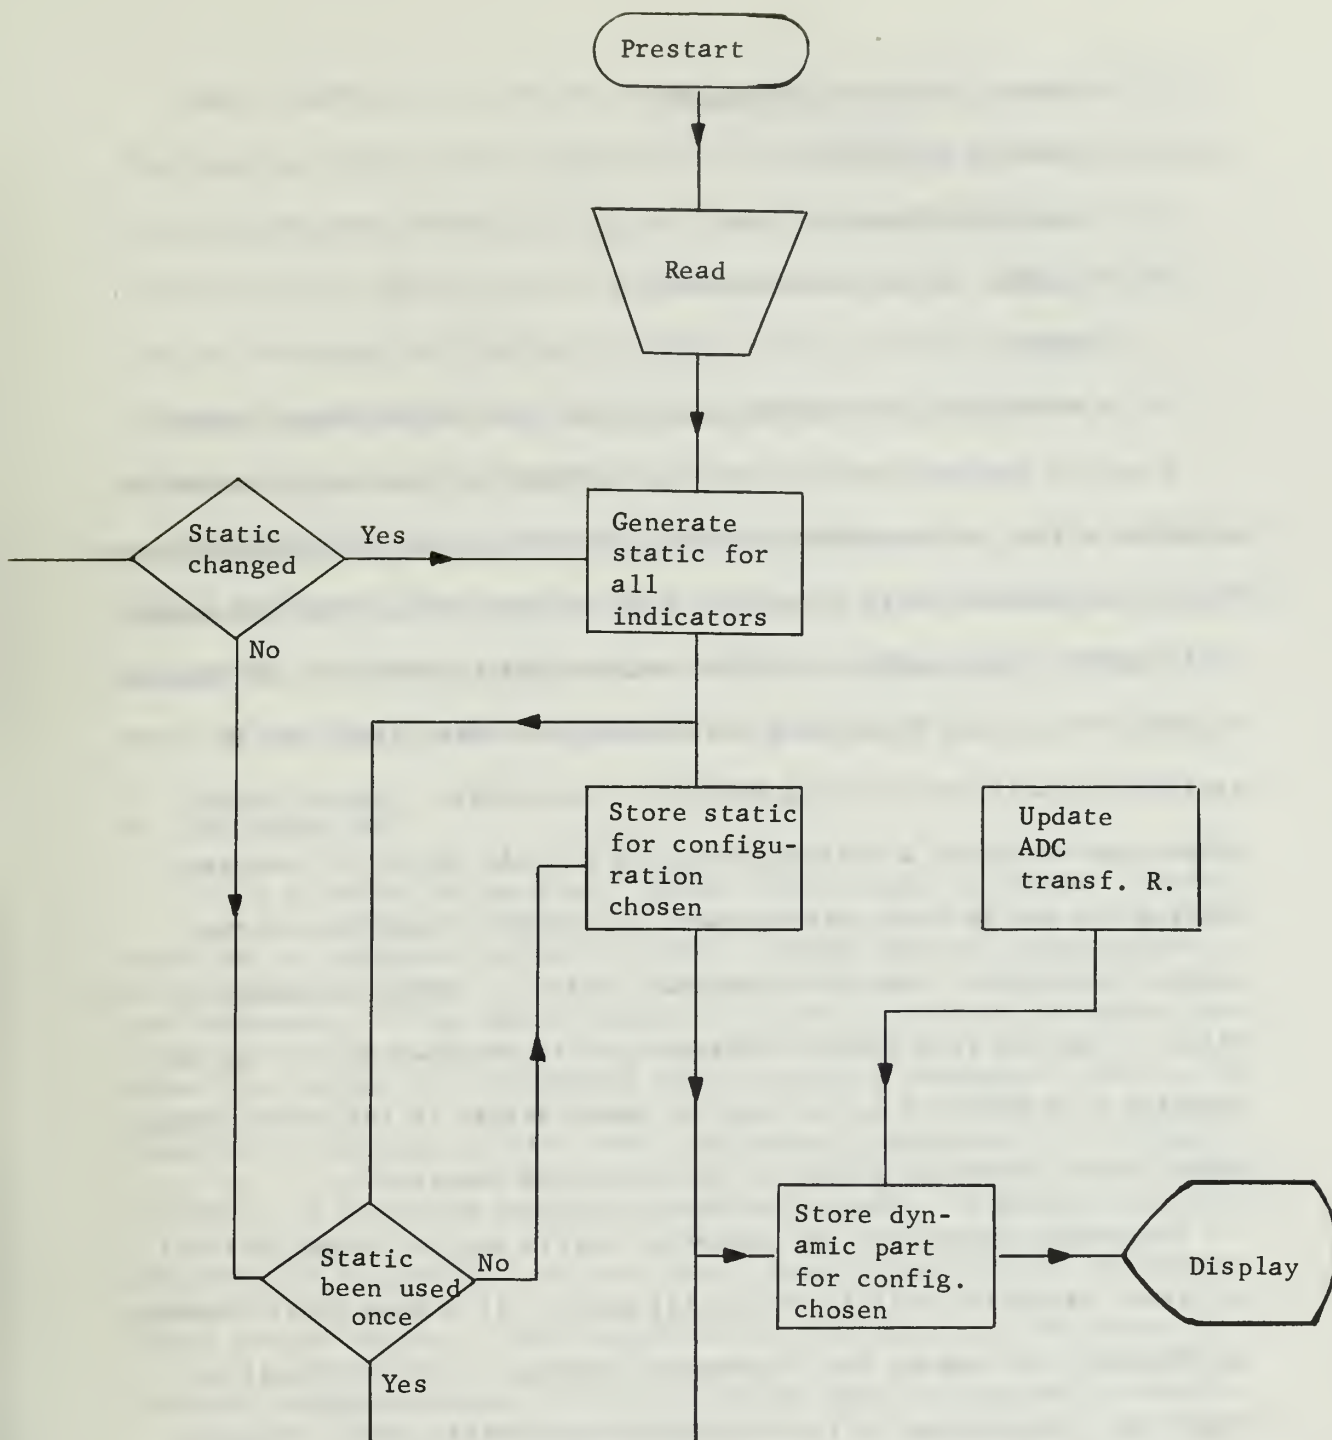 Prestart
Read
Static
changed
Yes
Generate
static for
all
indicators
No
Store static
for configu-
ration
chosen
Update
ADC
transf. R.
Static
been used
once
No
Store dyn-
amic part
for config.
chosen
Display
Yes